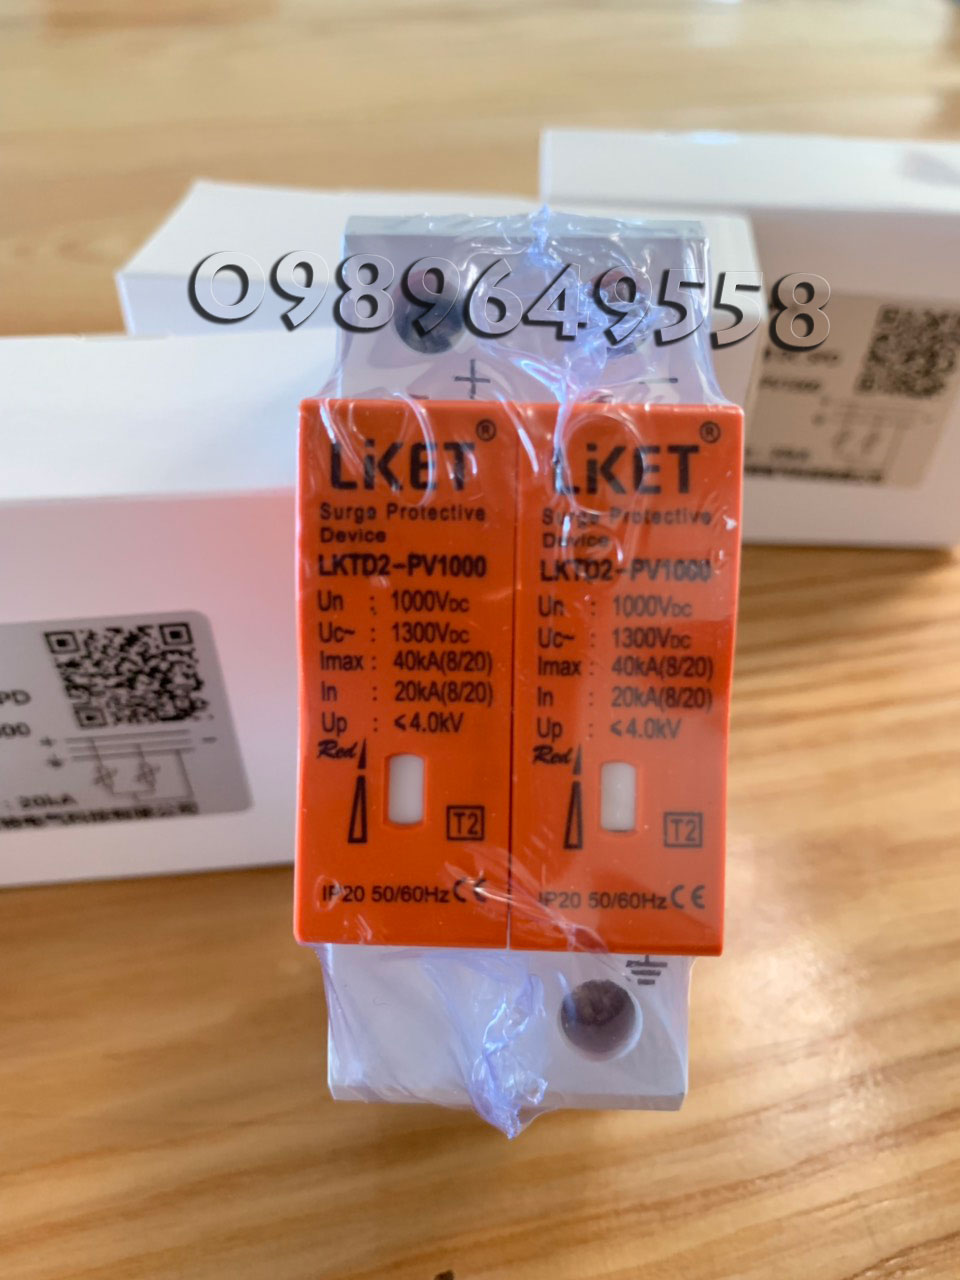 0989649558
+
−
LiKET®
Surge Protective
Device
LKTD2-PV1000
Un : 1000VDC
Uc~ : 1300VDC
Imax : 40kA(8/20)
In : 20kA(8/20)
Up : ≤4.0kV
Red
T2
IP20 50/60Hz CE
LiKET®
Surge Protective
Device
LKTD2-PV1000
Un : 1000VDC
Uc~ : 1300VDC
Imax : 40kA(8/20)
In : 20kA(8/20)
Up : ≤4.0kV
Red
T2
IP20 50/60Hz CE
PD
00
: 20kA